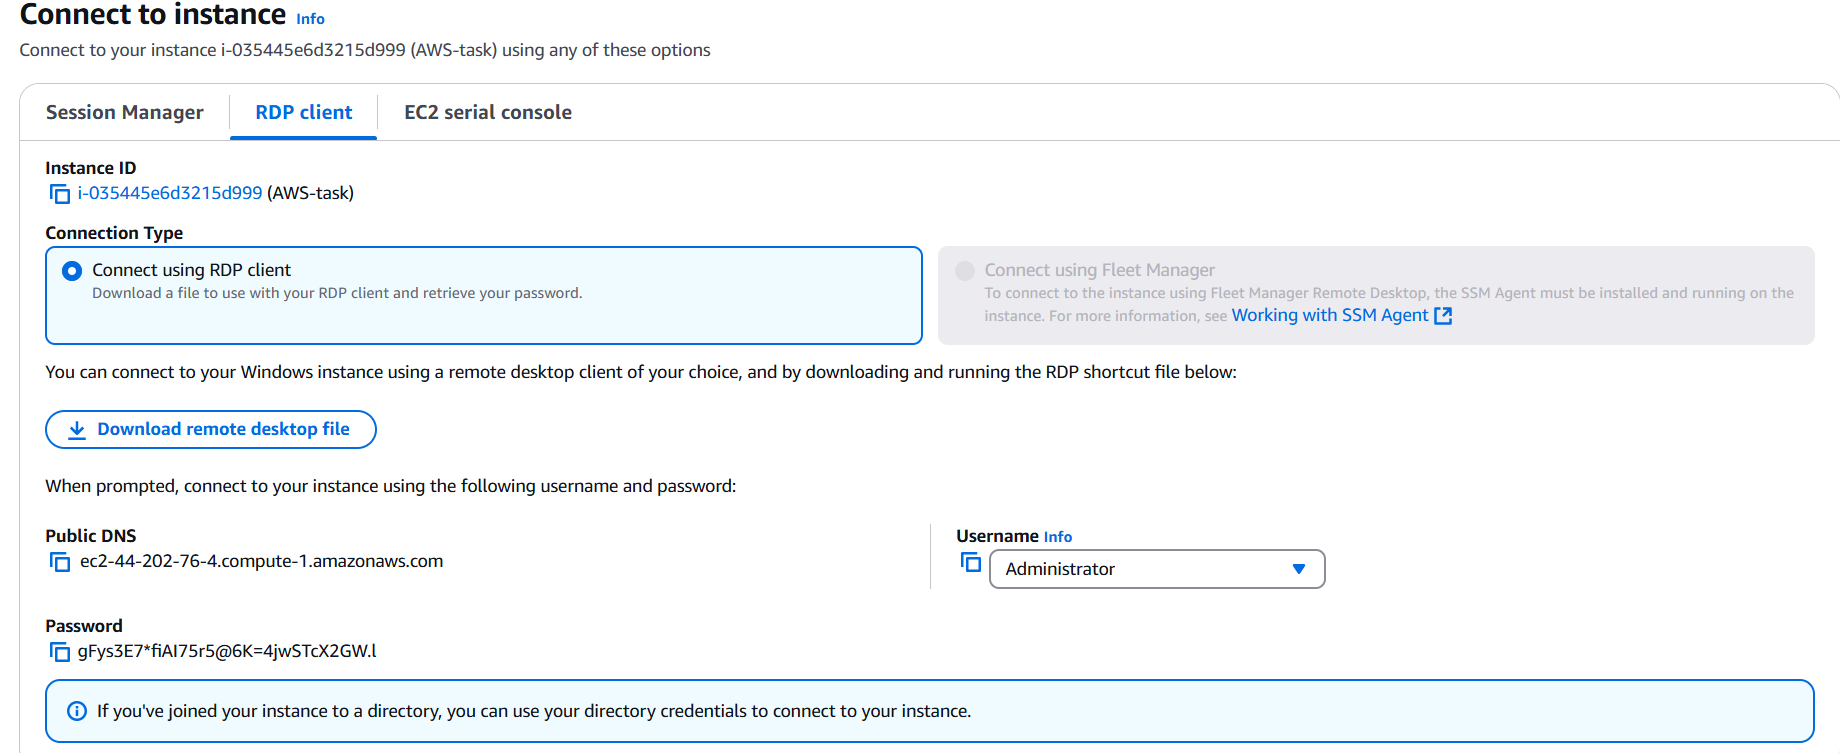 Connect to instance Info
Connect to your instance i-035445e6d3215d999 (AWS-task) using any of these options
Session Manager
RDP client
EC2 serial console
Instance ID
i-035445e6d3215d999 (AWS-task)
Connection Type
Connect using RDP client
Download a file to use with your RDP client and retrieve your password.
Connect using Fleet Manager
To connect to the instance using Fleet Manager Remote Desktop, the SSM Agent must be installed and running on the
instance. For more information, see Working with SSM Agent
You can connect to your Windows instance using a remote desktop client of your choice, and by downloading and running the RDP shortcut file below:
Download remote desktop file
When prompted, connect to your instance using the following username and password:
Public DNS
ec2-44-202-76-4.compute-1.amazonaws.com
Username Info
Administrator
Password
gFys3E7*fiAI75r5@6K=4jwSTcX2GW.l
If you've joined your instance to a directory, you can use your directory credentials to connect to your instance.